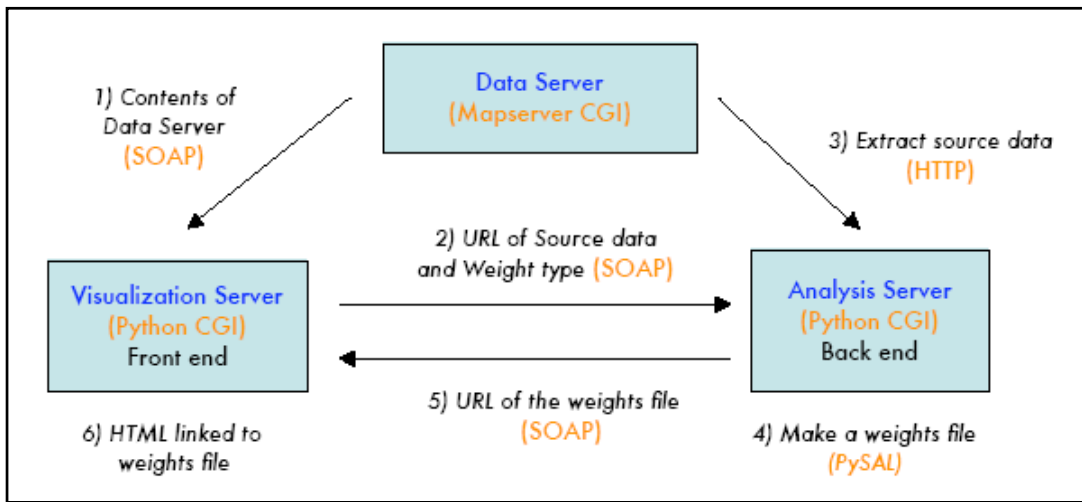 Data Server
(Mapserver CGI)
1) Contents of
Data Server
(SOAP)
3) Extract source data
(HTTP)
2) URL of Source data
and Weight type (SOAP)
Visualization Server
(Python CGI)
Front end
Analysis Server
(Python CGI)
Back end
5) URL of the weights file
(SOAP)
6) HTML linked to
weights file
4) Make a weights file
(PySAL)